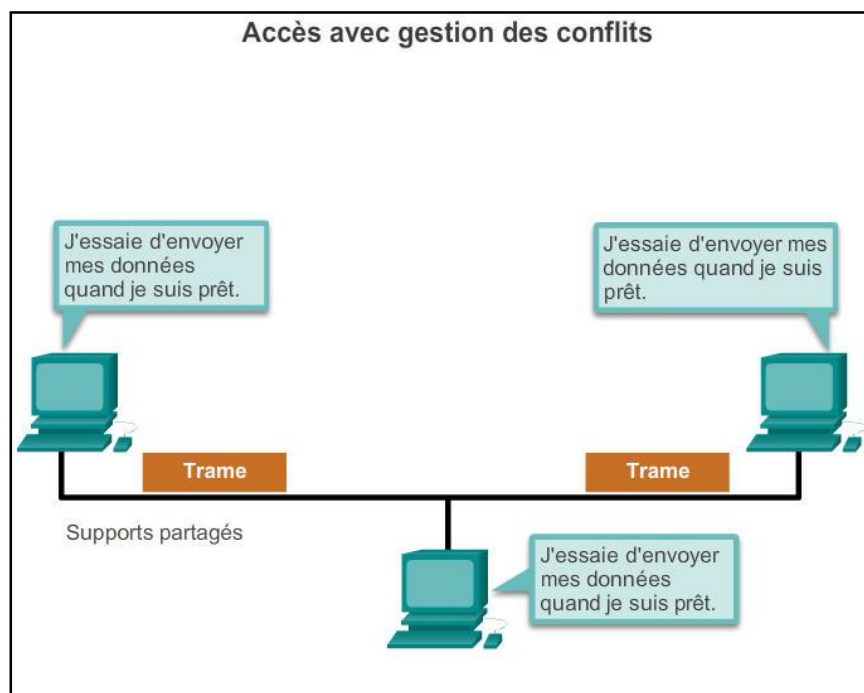 Accès avec gestion des conflits
J'essaie d'envoyer
mes données
quand je suis prêt.
J'essaie d'envoyer mes
données quand je suis
prêt.
Trame
Trame
Supports partagés
J'essaie d'envoyer
mes données
quand je suis prêt.